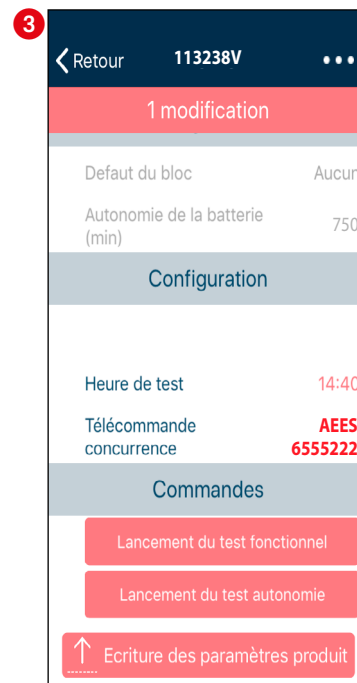 3
Retour 113238V ...
1 modification
Defaut du bloc Aucun
Autonomie de la batterie
(min) 750
Configuration
Heure de test 14:40
Télécommande AEES
concurrence 6555222
Commandes
Lancement du test fonctionnel
Lancement du test autonomie
Ecriture des paramètres produit